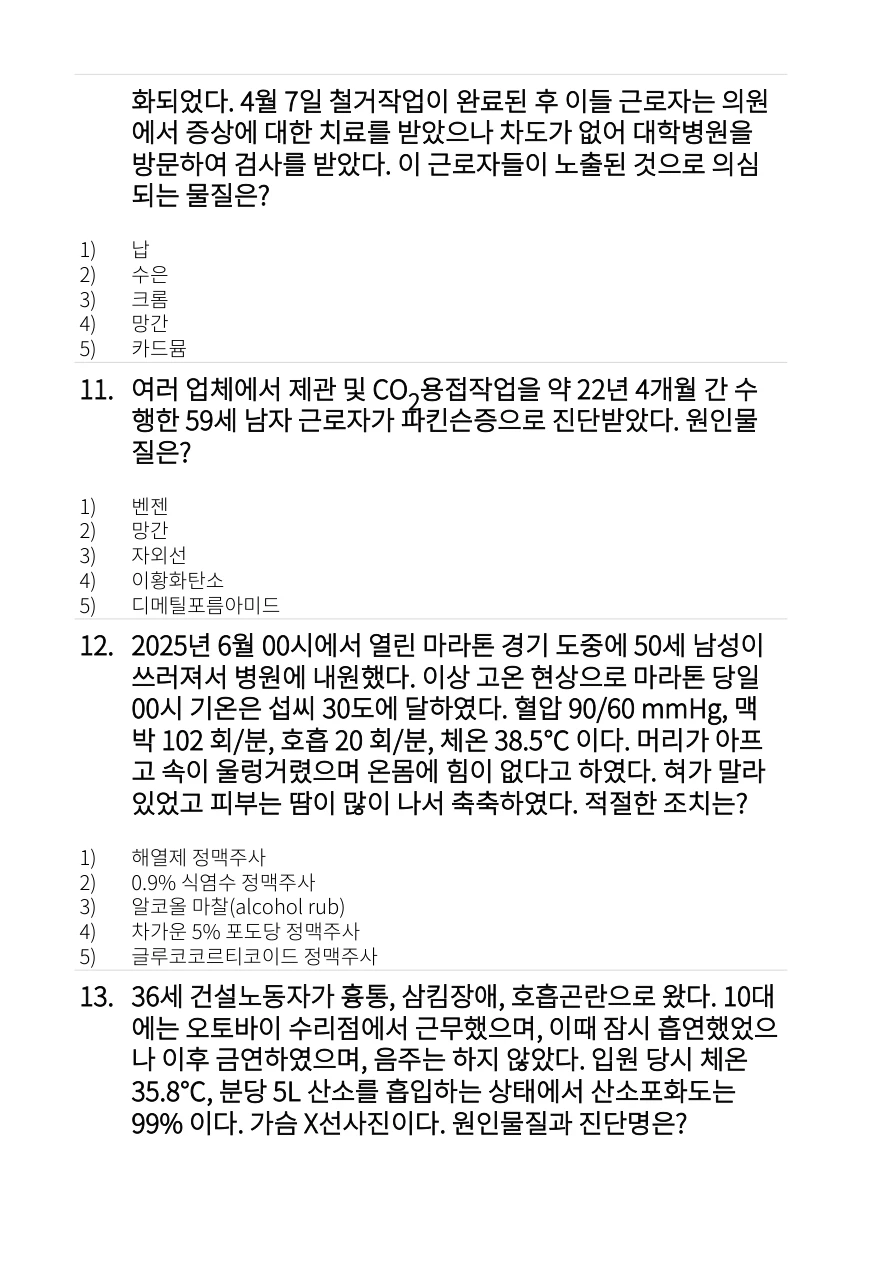 화되었다. 4월 7일 철거작업이 완료된 후 이들 근로자는 의원
에서 증상에 대한 치료를 받았으나 차도가 없어 대학병원을
방문하여 검사를 받았다. 이 근로자들이 노출된 것으로 의심
되는 물질은?
1) 납
2) 수은
3) 크롬
4) 망간
5) 카드뮴
11. 여러 업체에서 제관 및 CO2용접작업을 약 22년 4개월 간 수
행한 59세 남자 근로자가 파킨슨증으로 진단받았다. 원인물
질은?
1) 벤젠
2) 망간
3) 자외선
4) 이황화탄소
5) 디메틸포름아미드
12. 2025년 6월 00시에서 열린 마라톤 경기 도중에 50세 남성이
쓰러져서 병원에 내원했다. 이상 고온 현상으로 마라톤 당일
00시 기온은 섭씨 30도에 달하였다. 혈압 90/60 mmHg, 맥
박 102 회/분, 호흡 20 회/분, 체온 38.5°C 이다. 머리가 아프
고 속이 울렁거렸으며 온몸에 힘이 없다고 하였다. 혀가 말라
있었고 피부는 땀이 많이 나서 축축하였다. 적절한 조치는?
1) 해열제 정맥주사
2) 0.9% 식염수 정맥주사
3) 알코올 마찰(alcohol rub)
4) 차가운 5% 포도당 정맥주사
5) 글루코코르티코이드 정맥주사
13. 36세 건설노동자가 흉통, 삼킴장애, 호흡곤란으로 왔다. 10대
에는 오토바이 수리점에서 근무했으며, 이때 잠시 흡연했었으
나 이후 금연하였으며, 음주는 하지 않았다. 입원 당시 체온
35.8°C, 분당 5L 산소를 흡입하는 상태에서 산소포화도는
99% 이다. 가슴 X선사진이다. 원인물질과 진단명은?